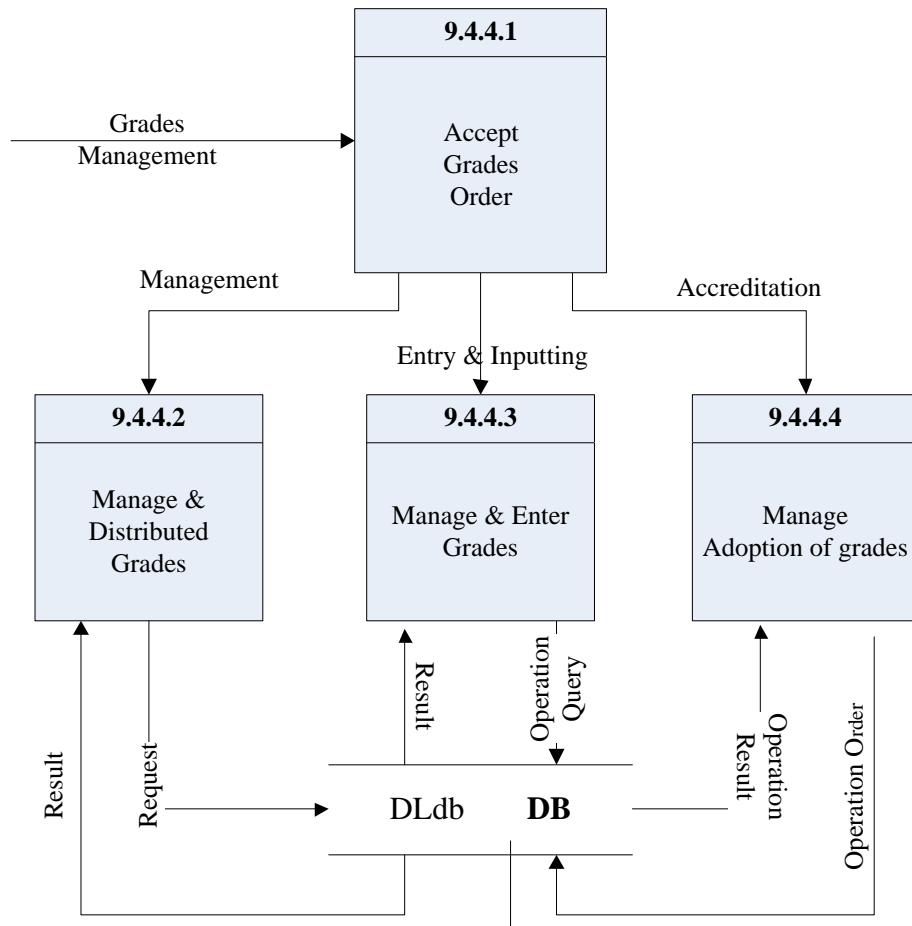 9.4.4.1
Accept
Grades
Order
Grades
Management
Management
Entry & Inputting
Accreditation
9.4.4.2
Manage &
Distributed
Grades
9.4.4.3
Manage & Enter
Grades
9.4.4.4
Manage
Adoption of grades
Result
Request
Result
Operation
Query
Operation
Result
Operation Order
DLdb
DB